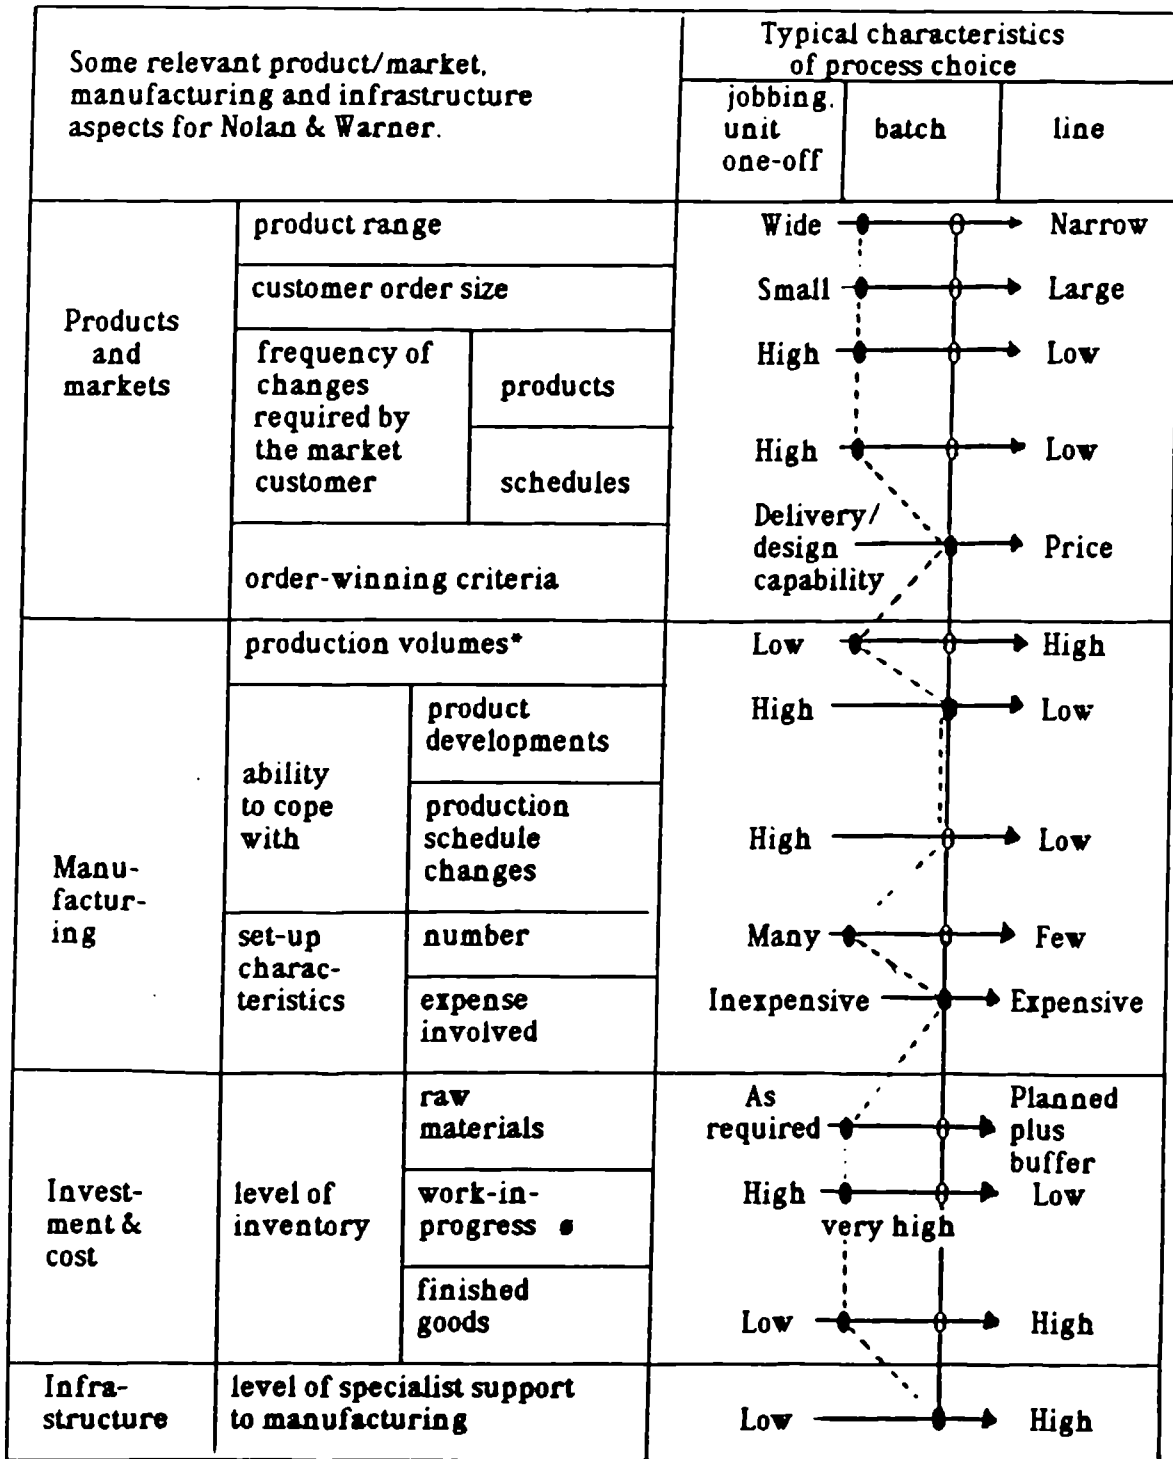 Some relevant product/market,
manufacturing and infrastructure
aspects for Nolan & Warner.
Typical characteristics
of process choice
jobbing.
unit
one-off
batch
line
Products
and
markets
product range
Wide
Narrow
customer order size
Small
Large
frequency of
changes
required by
the market
customer
products
High
Low
schedules
High
Low
order-winning criteria
Delivery/
design
capability
Price
Manu-
factur-
ing
production volumes*
Low
High
ability
to cope
with
product
developments
High
Low
production
schedule
changes
High
Low
set-up
charac-
teristics
number
Many
Few
expense
involved
Inexpensive
Expensive
Invest-
ment &
cost
level of
inventory
raw
materials
As
required
Planned
plus
buffer
work-in-
progress
High
Low
very high
finished
goods
Low
High
Infra-
structure
level of specialist support
to manufacturing
Low
High